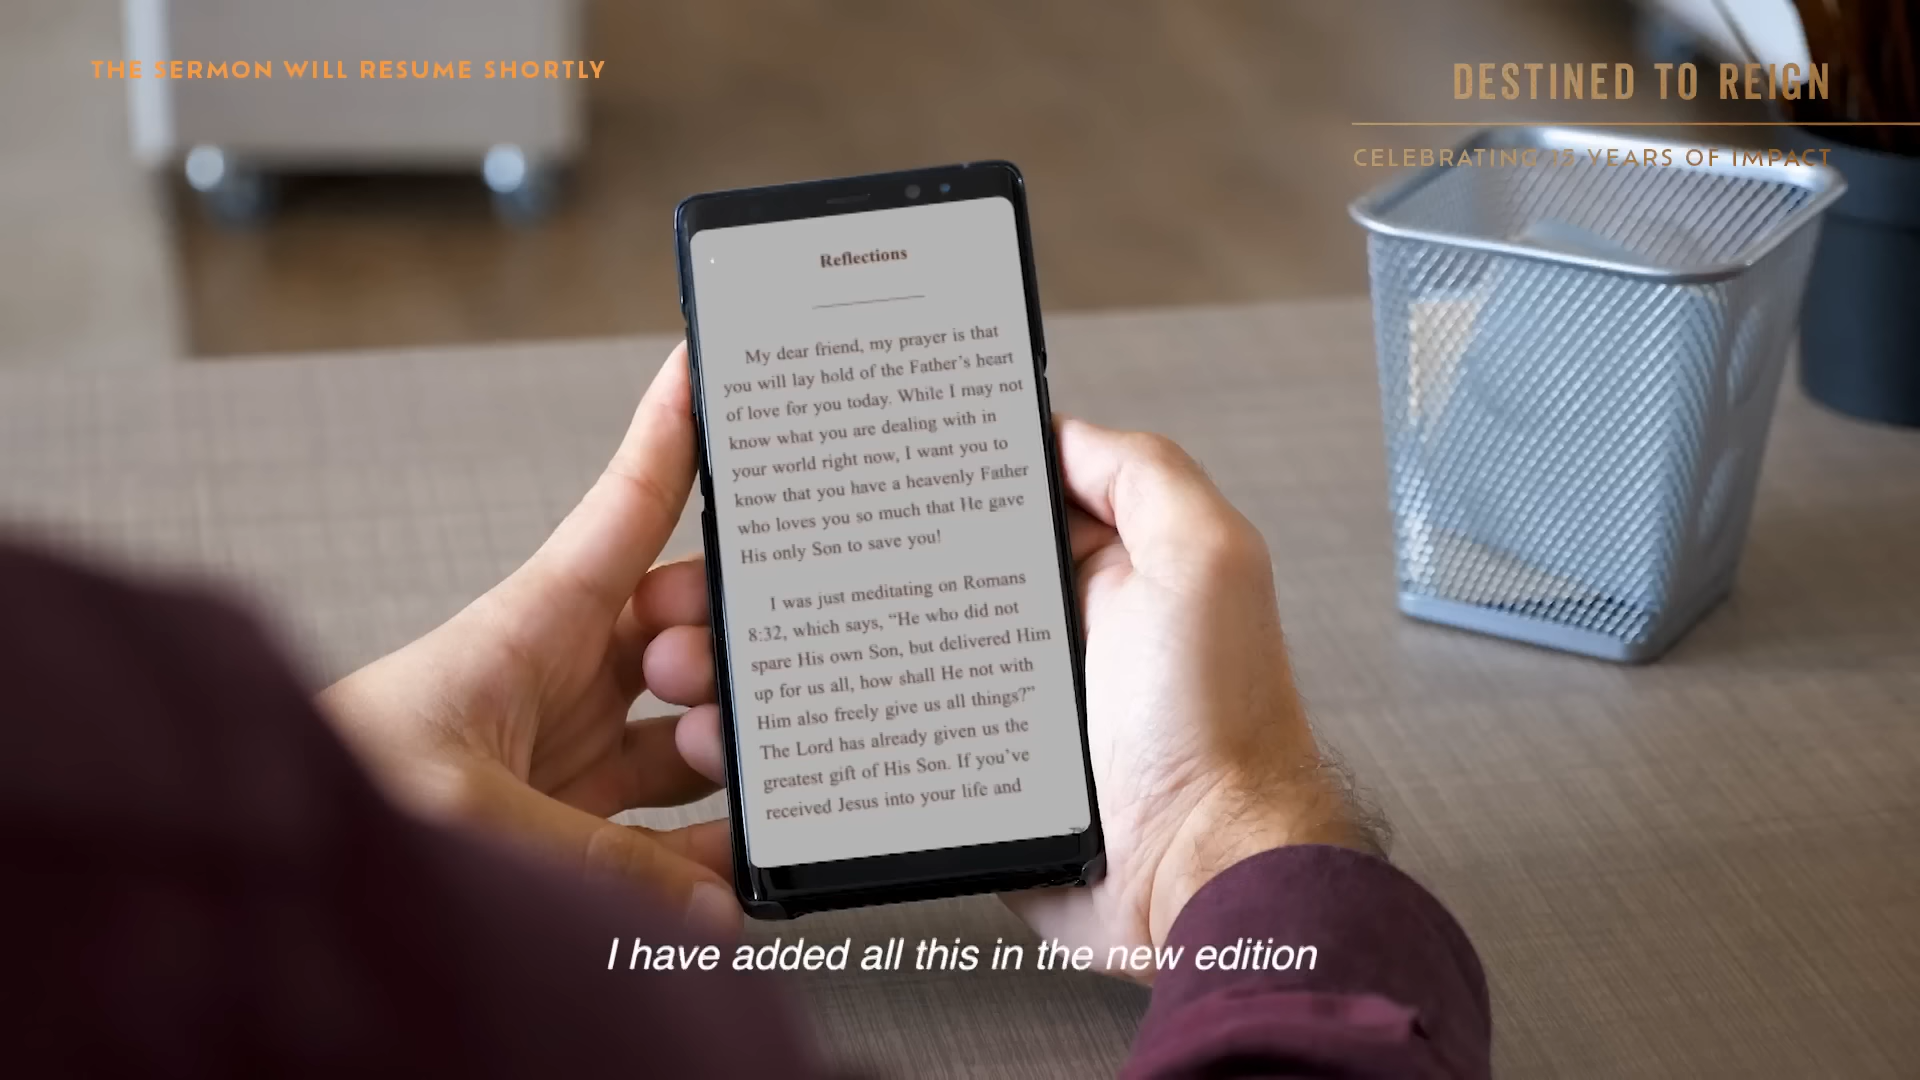 THE SERMON WILL RESUME SHORTLY
DESTINED TO REIGN
CELEBRATING 15 YEARS OF IMPACT
Reflections
My dear friend, my prayer is that
you will lay hold of the Father’s heart
of love for you today. While I may not
know what you are dealing with in
your world right now, I want you to
know that you have a heavenly Father
who loves you so much that He gave
His only Son to save you!
I was just meditating on Romans
8:32, which says, “He who did not
spare His own Son, but delivered Him
up for us all, how shall He not with
Him also freely give us all things?”
The Lord has already given us the
greatest gift of His Son. If you’ve
received Jesus into your life and
I have added all this in the new edition